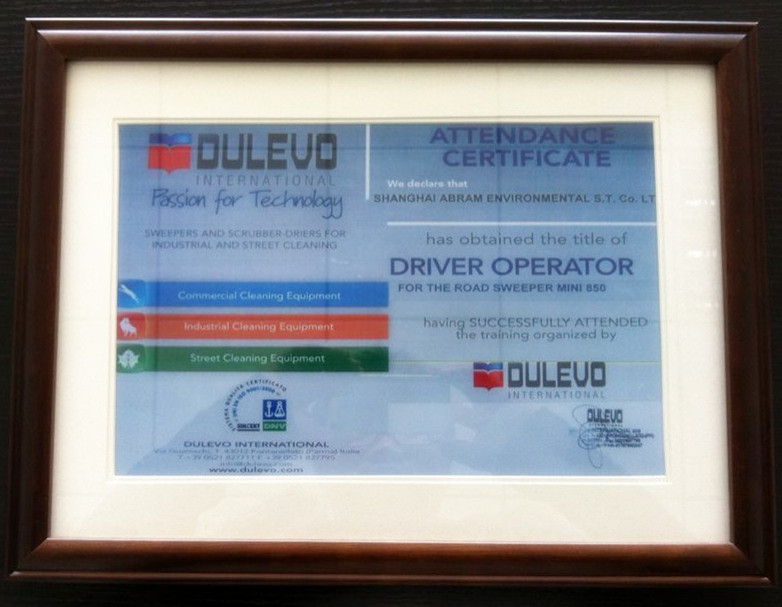 DULEVO
INTERNATIONAL
Passion for Technology
SWEEPERS AND SCRUBBER-DRIERS FOR
INDUSTRIAL AND STREET CLEANING
Commercial Cleaning Equipment
Industrial Cleaning Equipment
Street Cleaning Equipment
SINCERT
DNV
DULEVO INTERNATIONAL
www.dulevo.com
ATTENDANCE
CERTIFICATE
We declare that
SHANGHAI ABRAM ENVIRONMENTAL S.T. Co. LT
has obtained the title of
DRIVER OPERATOR
FOR THE ROAD SWEEPER MINI 850
having SUCCESSFULLY ATTENDED
the training organized by
DULEVO
INTERNATIONAL
DULEVO